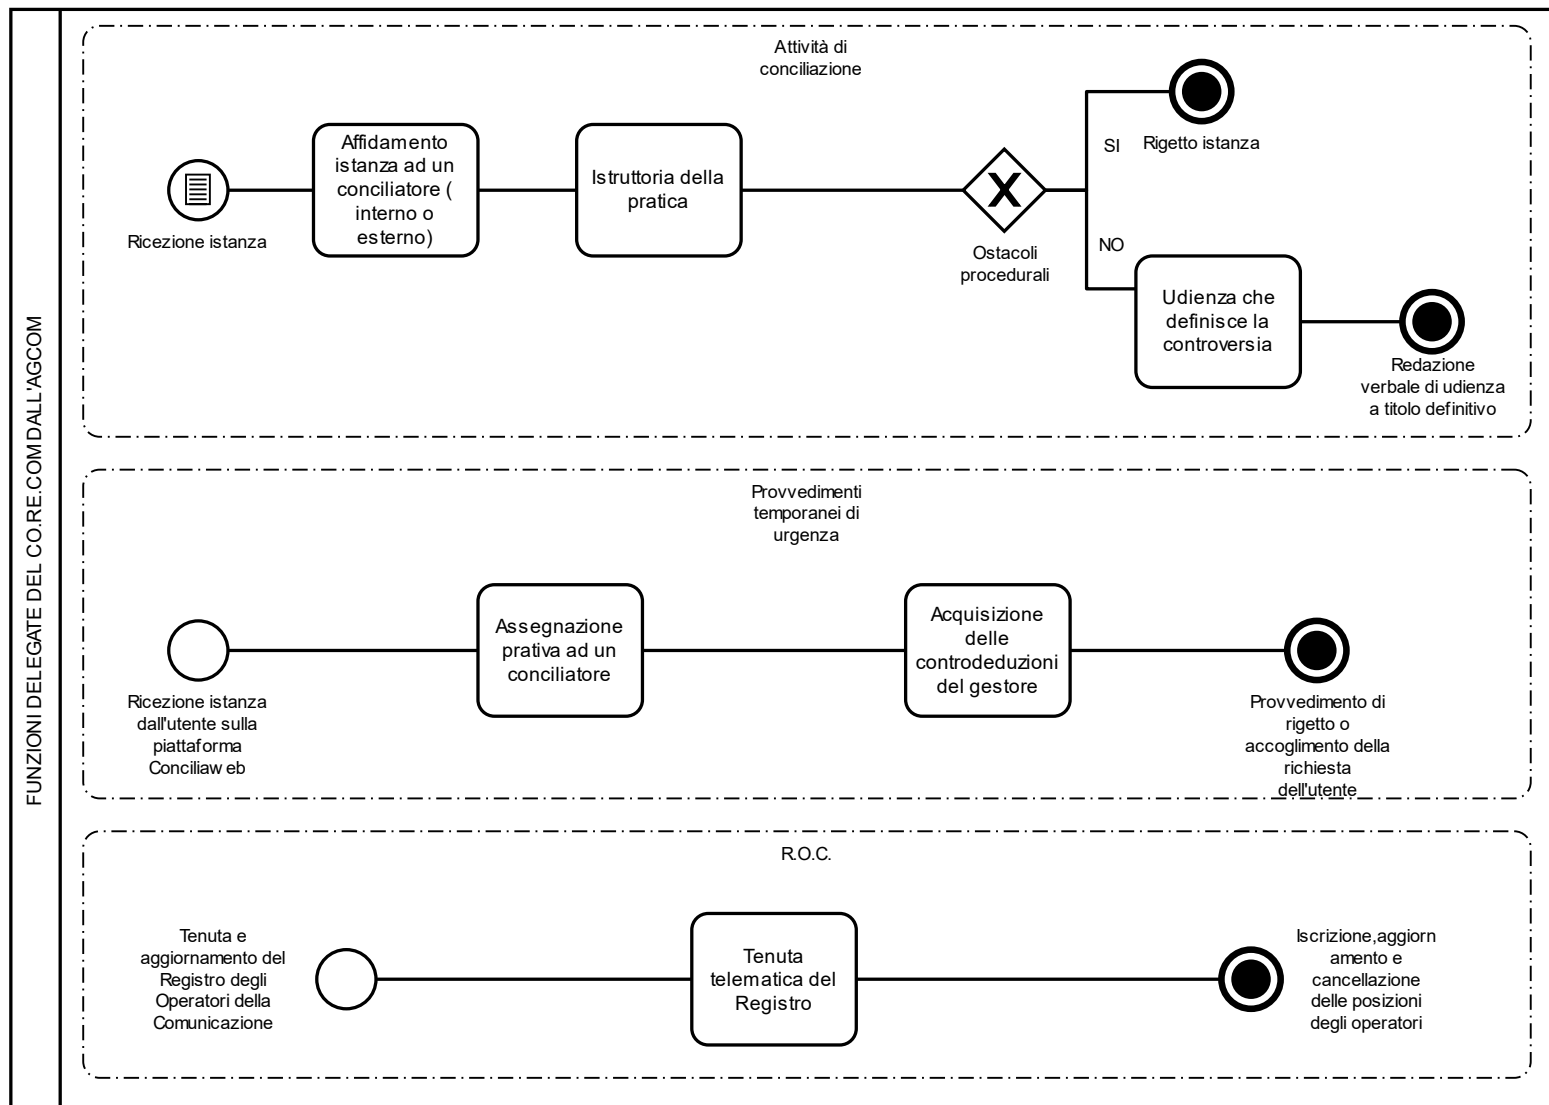 FUNZIONI DELEGATE DEL CO.RE.COM DALL'AGCOM
Attività di
conciliazione
Ricezione istanza
Affidamento
istanza ad un
conciliatore (
interno o
esterno)
Istruttoria della
pratica
X
Ostacoli
procedurali
SI
Rigetto istanza
NO
Udienza che
definisce la
controversia
Redazione
verbale di udienza
a titolo definitivo
Provvedimenti
temporanei di
urgenza
Ricezione istanza
dall'utente sulla
piattaforma
Conciliaweb
Assegnazione
prativa ad un
conciliatore
Acquisizione
delle
controdeduzioni
del gestore
Provvedimento di
rigetto o
accoglimento della
richiesta
dell'utente
R.O.C.
Tenuta e
aggiornamento del
Registro degli
Operatori della
Comunicazione
Tenuta
telematica del
Registro
Iscrizione,aggiorn
amento e
cancellazione
delle posizioni
degli operatori